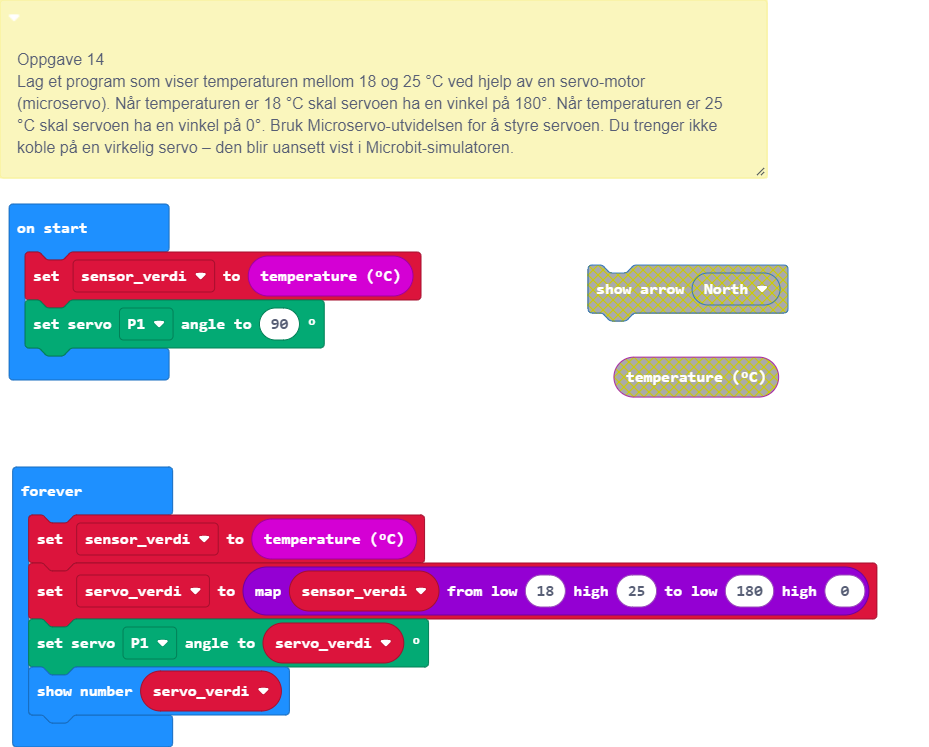 Oppgave 14
Lag et program som viser temperaturen mellom 18 og 25 °C ved hjelp av en servo-motor
(microservo). Når temperaturen er 18 °C skal servoen ha en vinkel på 180°. Når temperaturen er 25
°C skal servoen ha en vinkel på 0°. Bruk Microservo-utvidelsen for å styre servoen. Du trenger ikke
koble på en virkelig servo – den blir uansett vist i Microbit-simulatoren.
on start
set sensor_verdi to temperature (ºC)
set servo P1 angle to 90 º
show arrow North
temperature (ºC)
forever
set sensor_verdi to temperature (ºC)
set servo_verdi to map sensor_verdi from low 18 high 25 to low 180 high 0
set servo P1 angle to servo_verdi º
show number servo_verdi